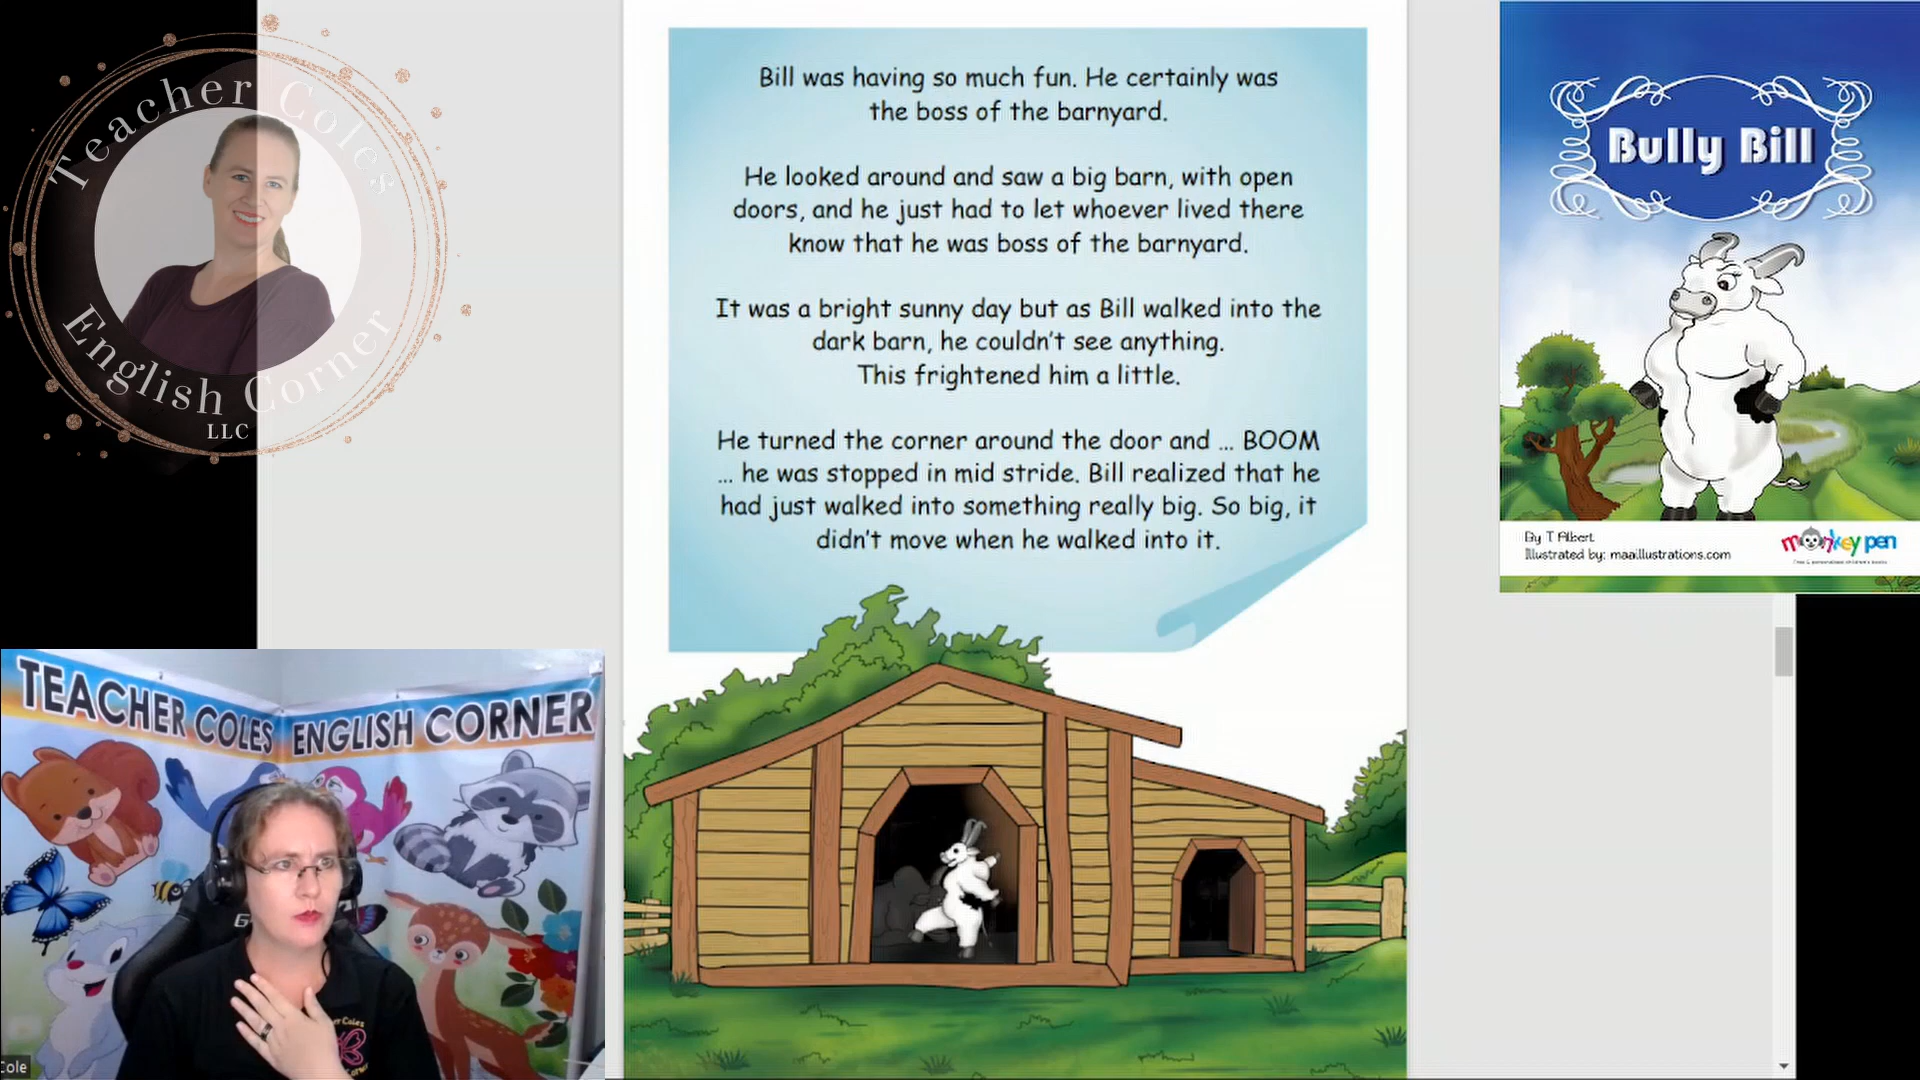 Teacher Coles
English Corner
LLC
Bill was having so much fun. He certainly was
the boss of the barnyard.
He looked around and saw a big barn, with open
doors, and he just had to let whoever lived there
know that he was boss of the barnyard.
It was a bright sunny day but as Bill walked into the
dark barn, he couldn't see anything.
This frightened him a little.
He turned the corner around the door and ... BOOM
... he was stopped in mid stride. Bill realized that he
had just walked into something really big. So big, it
didn't move when he walked into it.
Bully Bill
By T Albert
Illustrated by: maaillustrations.com
monkey pen
TEACHER COLES ENGLISH CORNER
Cole